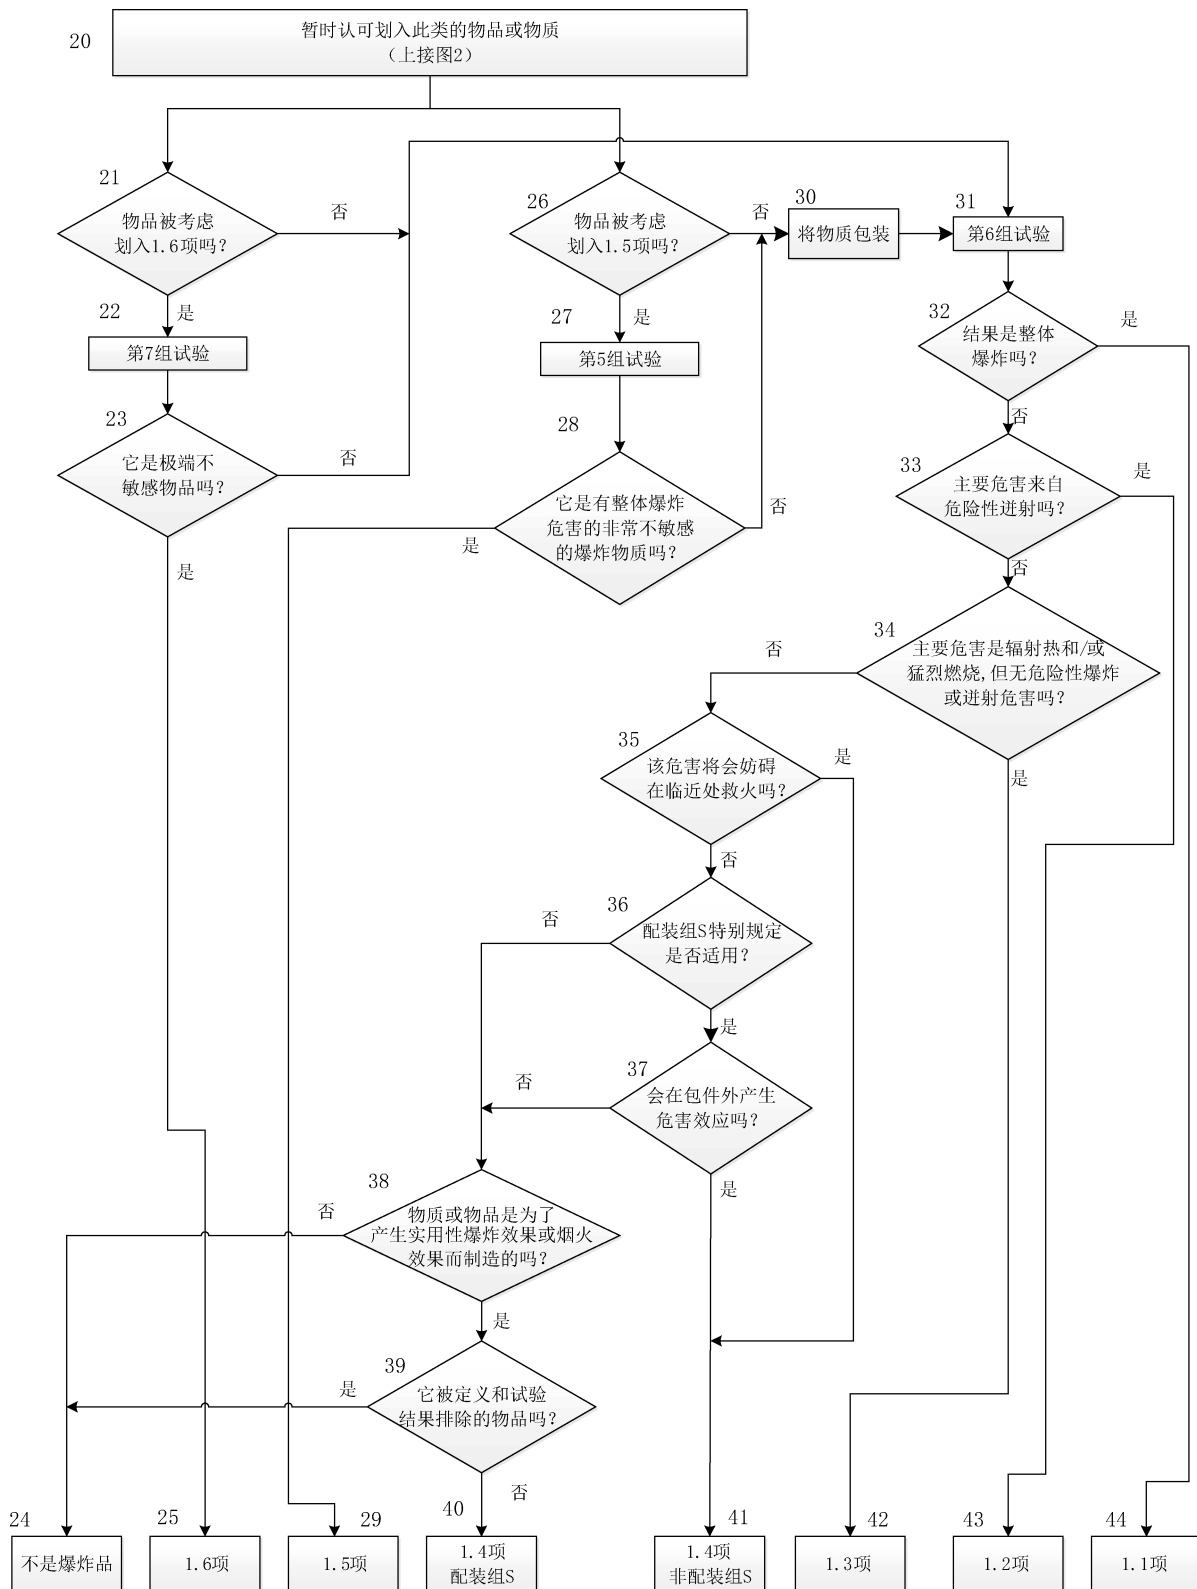 20
暂时认可划入此类的物品或物质
（上接图2）
21
物品被考虑
划入1.6项吗？
否
26
物品被考虑
划入1.5项吗？
否
30
将物质包装
31
第6组试验
22
是
第7组试验
27
是
第5组试验
32
结果是整体
爆炸吗？
是
否
23
它是极端不
敏感物品吗？
否
是
28
它是有整体爆炸
危害的非常不敏感
的爆炸物质吗？
是
否
33
主要危害来自
危险性迸射吗？
是
否
34
主要危害是辐射热和/或
猛烈燃烧,但无危险性爆炸
或迸射危害吗？
否
是
35
该危害将会妨碍
在临近处救火吗？
是
否
36
配装组S特别规定
是否适用？
否
是
37
会在包件外产生
危害效应吗？
否
是
38
物质或物品是为了
产生实用性爆炸效果或烟火
效果而制造的吗？
否
是
39
它被定义和试验
结果排除的物品吗？
是
否
24
不是爆炸品
25
1.6项
29
1.5项
40
1.4项
配装组S
41
1.4项
非配装组S
42
1.3项
43
1.2项
44
1.1项